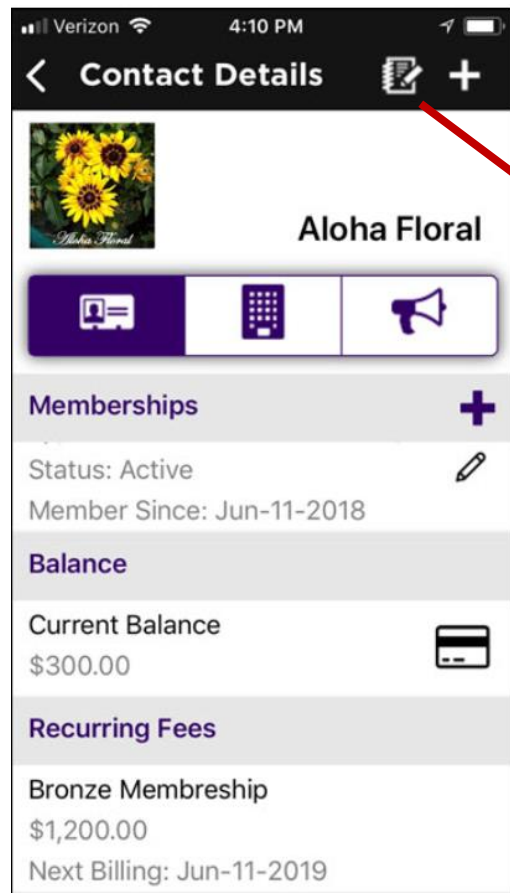 Verizon 4:10 PM
Contact Details
Aloha Floral
Aloha Floral
Memberships
Status: Active
Member Since: Jun-11-2018
Balance
Current Balance
$300.00
Recurring Fees
Bronze Membreship
$1,200.00
Next Billing: Jun-11-2019